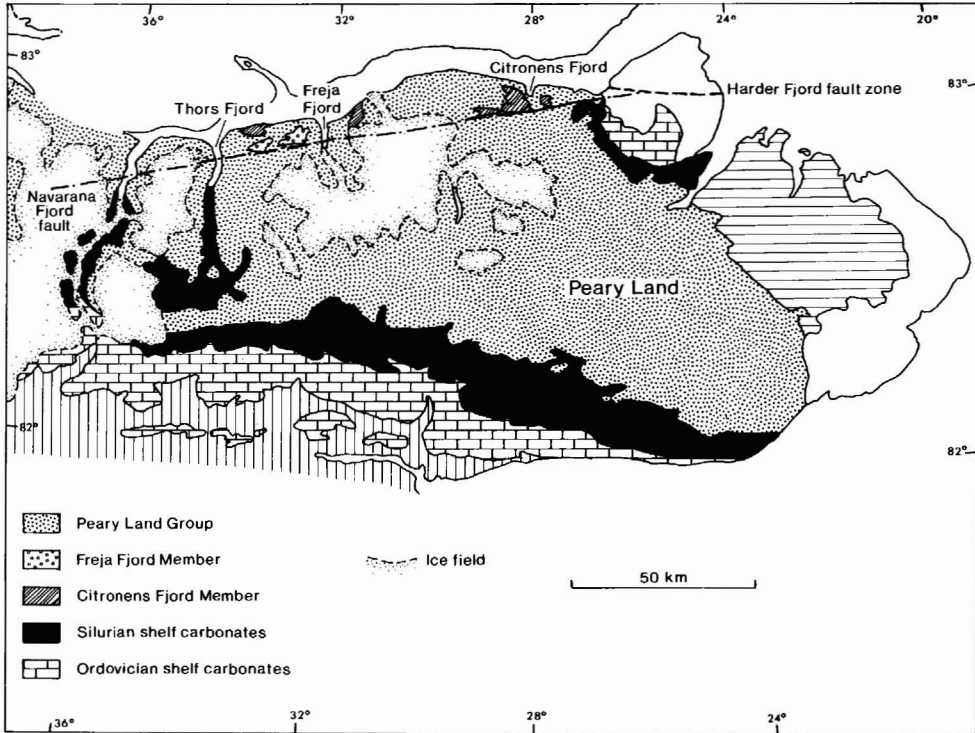 36°
32°
28°
24°
20°
83°
83°
Citronens Fjord
Harder Fjord fault zone
Freja
Fjord
Thors Fjord
Navarana
Fjord
fault
Peary Land
82°
82°
Peary Land Group
Freja Fjord Member
Ice field
50 km
Citronens Fjord Member
Silurian shelf carbonates
Ordovician shelf carbonates
36°
32°
28°
24°